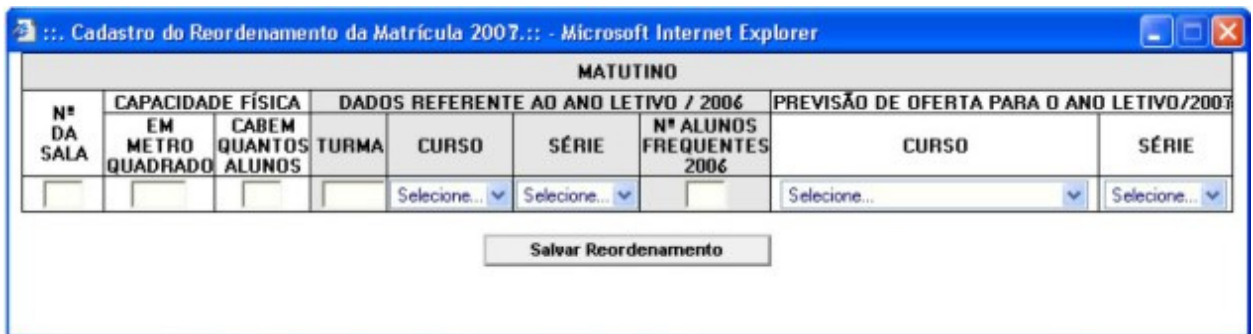 ::. Cadastro do Reordenamento da Matrícula 2007.:: - Microsoft Internet Explorer
MATUTINO
Nº DA SALA
CAPACIDADE FÍSICA
DADOS REFERENTE AO ANO LETIVO / 2006
PREVISÃO DE OFERTA PARA O ANO LETIVO/2007
EM METRO QUADRADO
CABEM QUANTOS ALUNOS
TURMA
CURSO
SÉRIE
Nº ALUNOS FREQUENTES 2006
CURSO
SÉRIE
Selecione...
Selecione...
Selecione...
Selecione...
Salvar Reordenamento